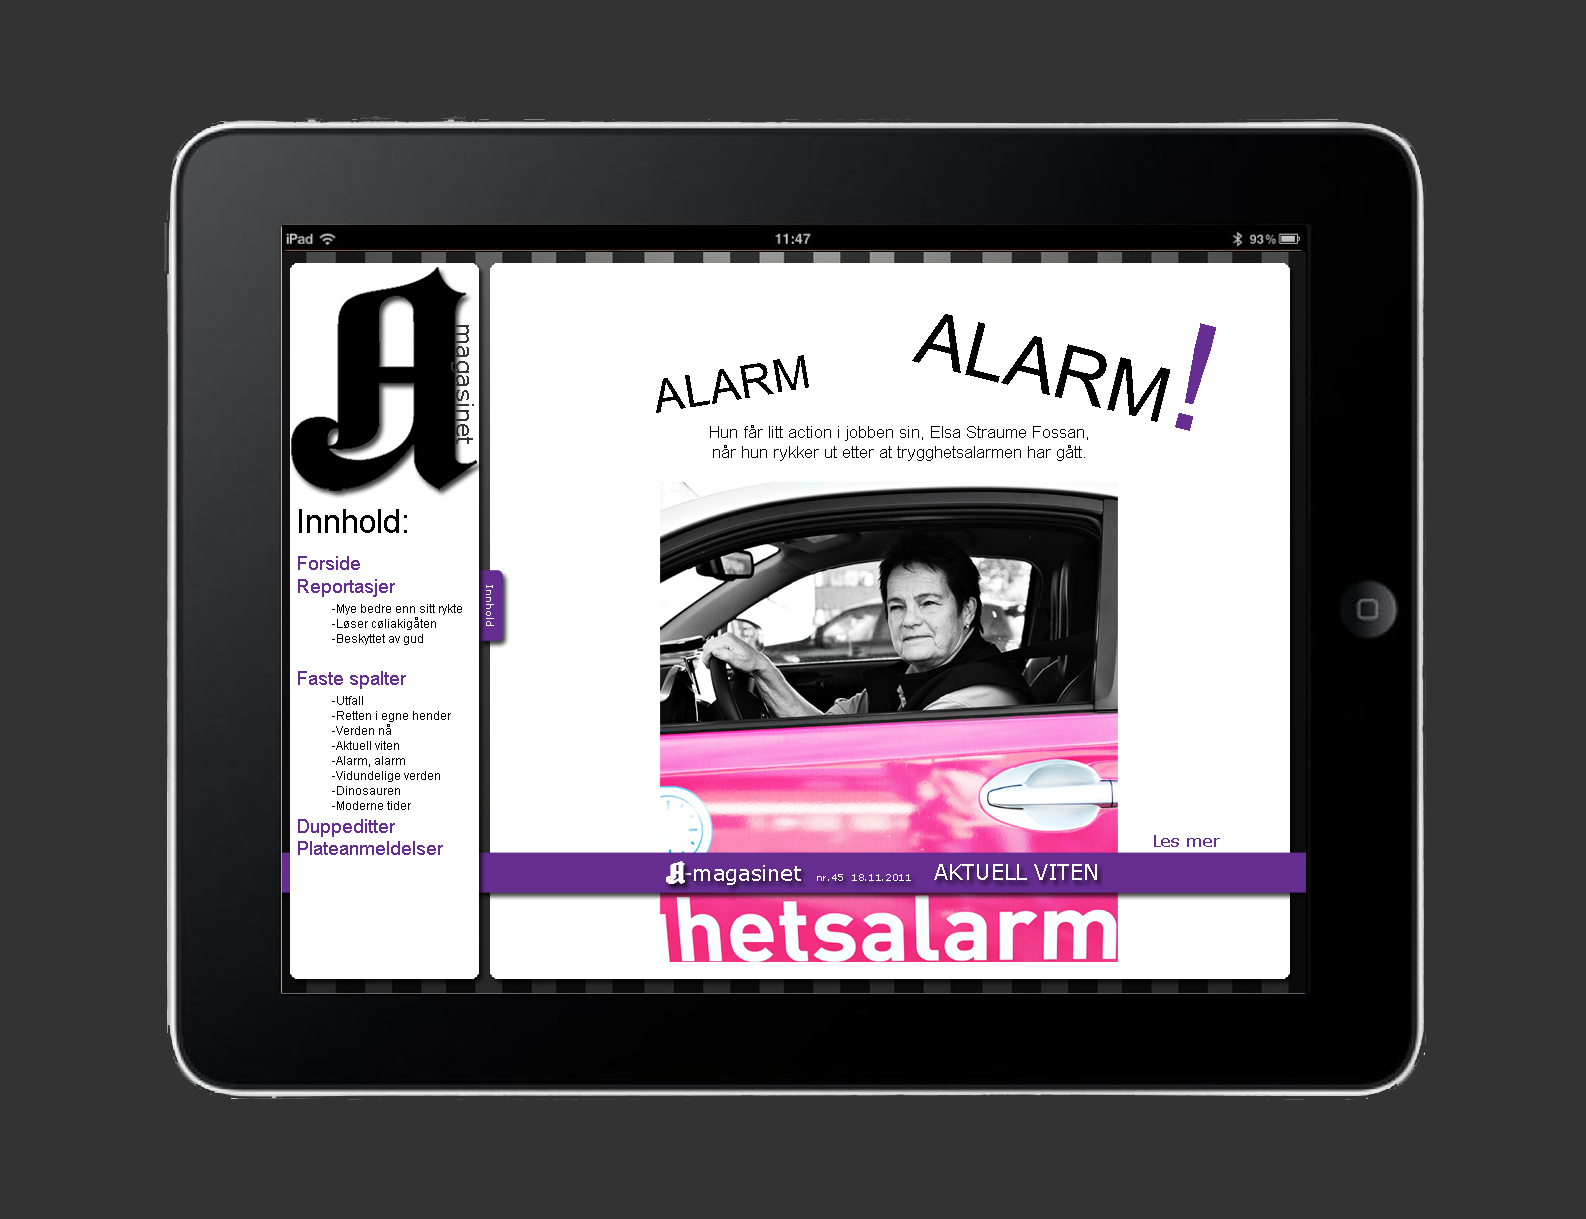 iPad
11:47
93%
A
magasinet
Innhold:
Forside
Reportasjer
-Mye bedre enn sitt rykte
-Løser cøliakigåten
-Beskyttet av gud
Faste spalter
-Utfall
-Retten i egne hender
-Verden nå
-Aktuell viten
-Alarm, alarm
-Vidundelige verden
-Dinosauren
-Moderne tider
Duppeditter
Plateanmeldelser
Innhold
ALARM
ALARM!
Hun får litt action i jobben sin, Elsa Straume Fossan,
når hun rykker ut etter at trygghetsalarmen har gått.
Les mer
A-magasinet nr.45 18.11.2011 AKTUELL VITEN
hetsalarm